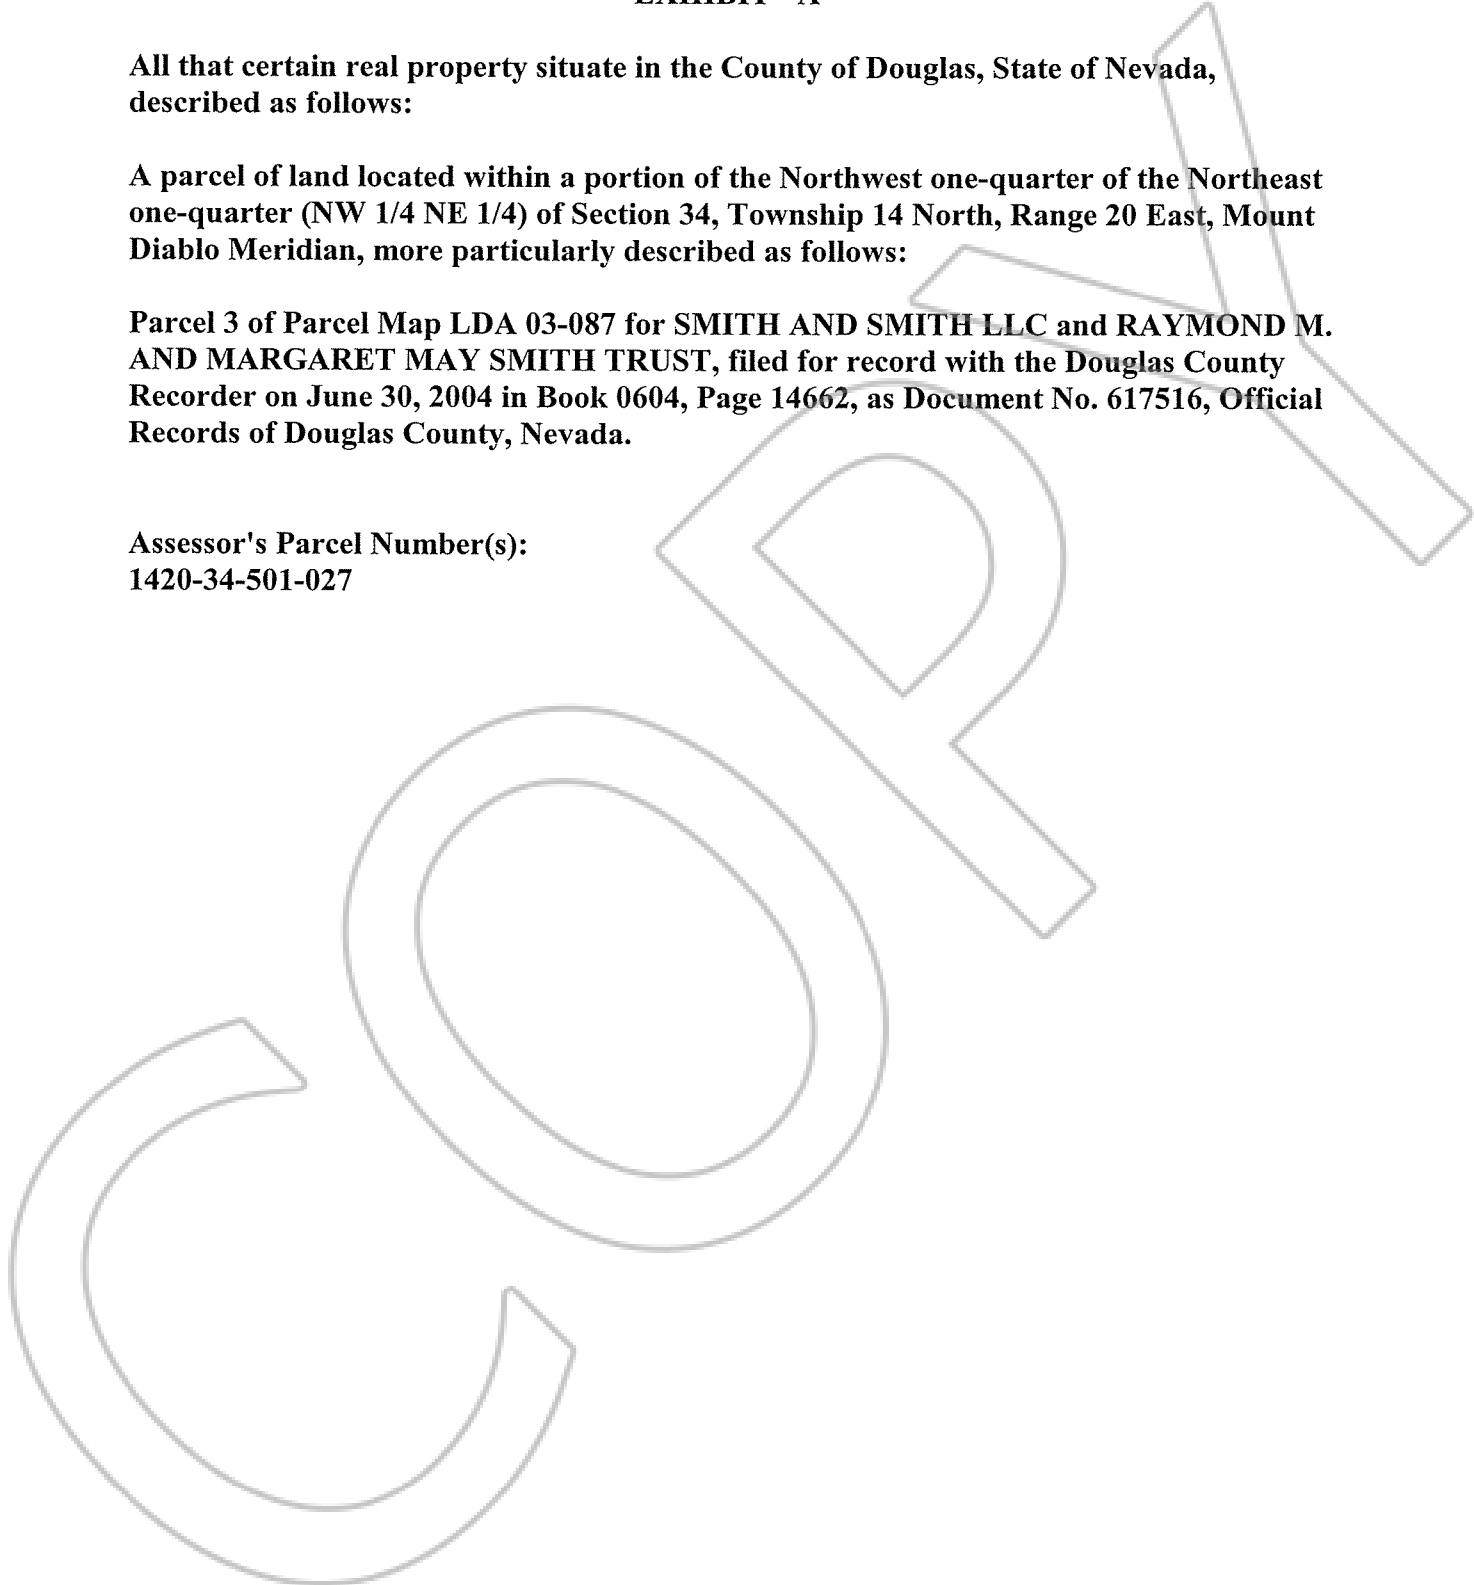 EXHIBIT "A"
All that certain real property situate in the County of Douglas, State of Nevada,
described as follows:
A parcel of land located within a portion of the Northwest one-quarter of the Northeast
one-quarter (NW 1/4 NE 1/4) of Section 34, Township 14 North, Range 20 East, Mount
Diablo Meridian, more particularly described as follows:
Parcel 3 of Parcel Map LDA 03-087 for SMITH AND SMITH LLC and RAYMOND M.
AND MARGARET MAY SMITH TRUST, filed for record with the Douglas County
Recorder on June 30, 2004 in Book 0604, Page 14662, as Document No. 617516, Official
Records of Douglas County, Nevada.
Assessor's Parcel Number(s):
1420-34-501-027
COPY